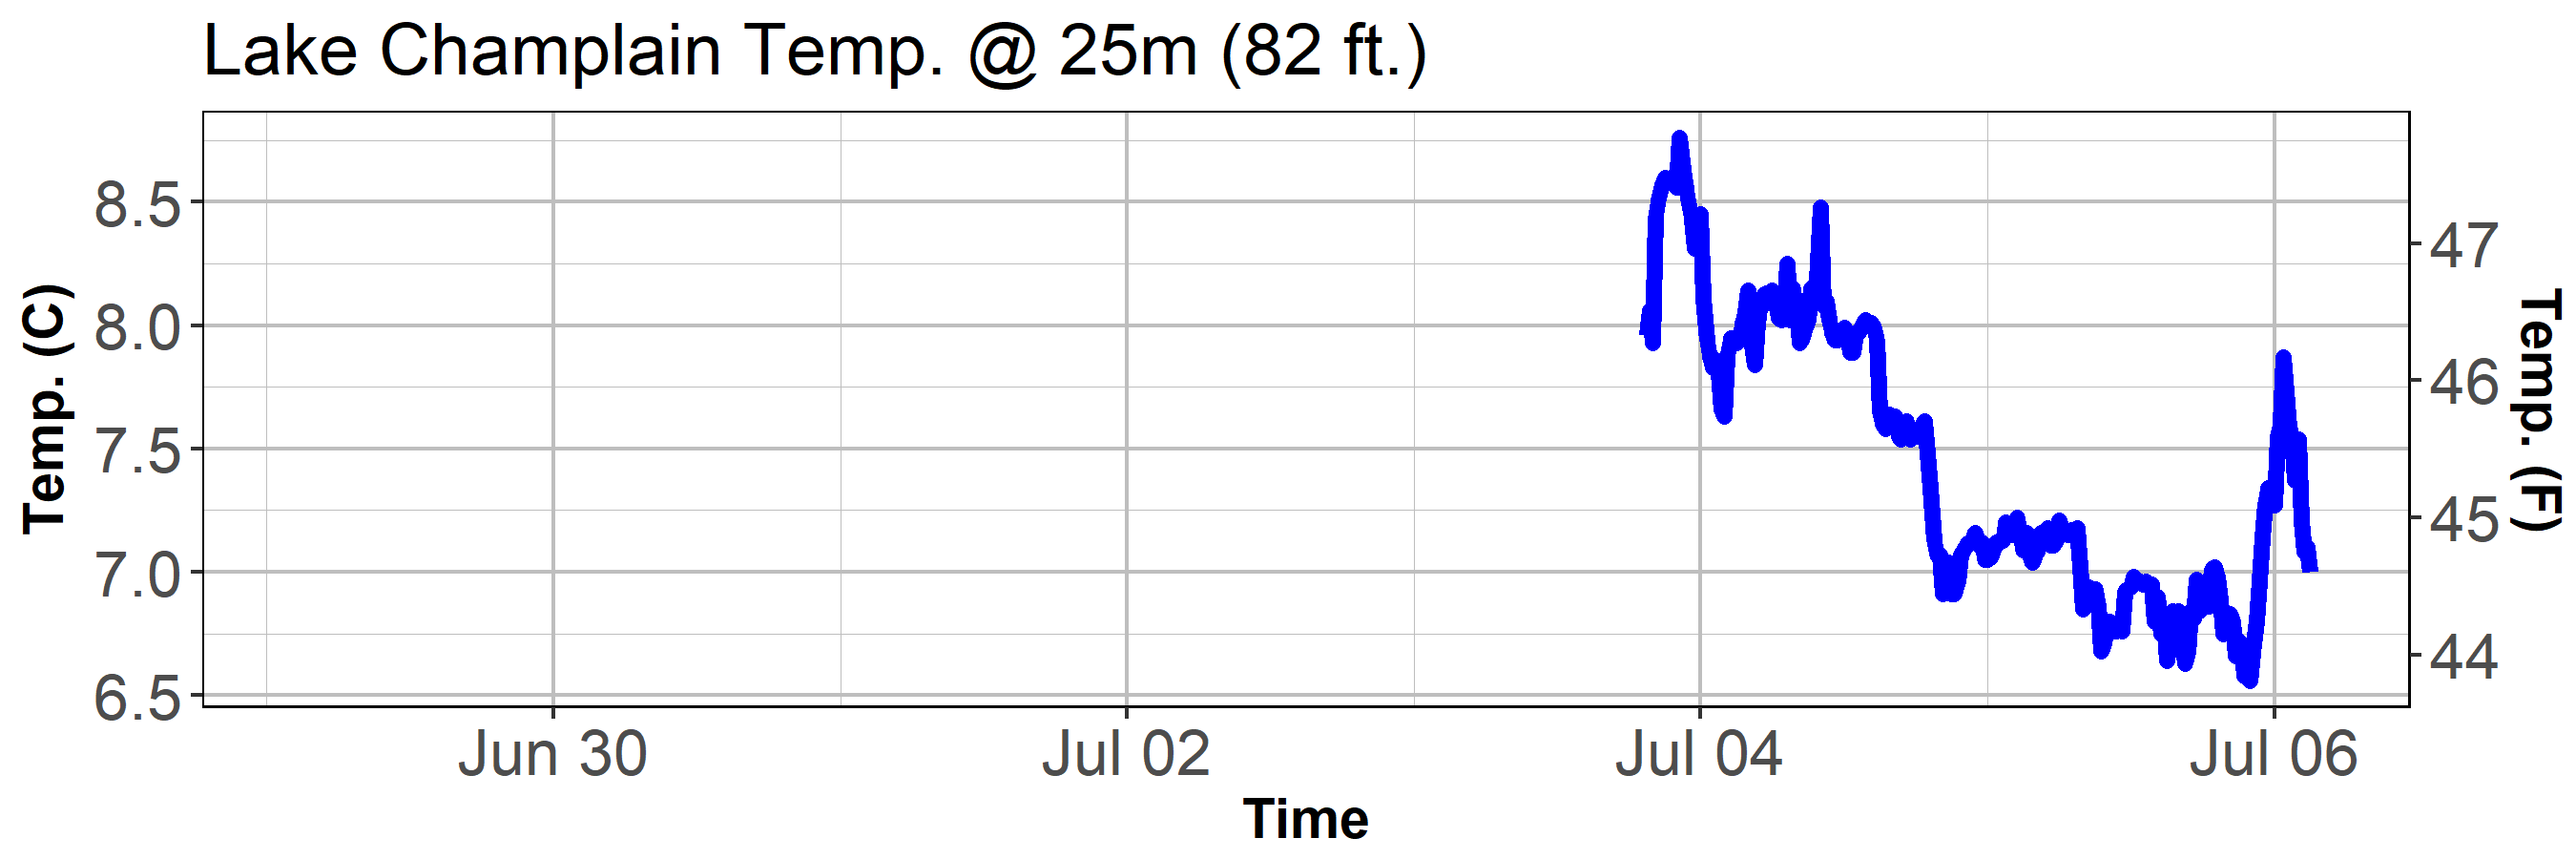 Lake Champlain Temp. @ 25m (82 ft.)
Temp. (C)
8.5
8.0
7.5
7.0
6.5
47
46
45
44
Temp. (F)
Jun 30
Jul 02
Jul 04
Jul 06
Time